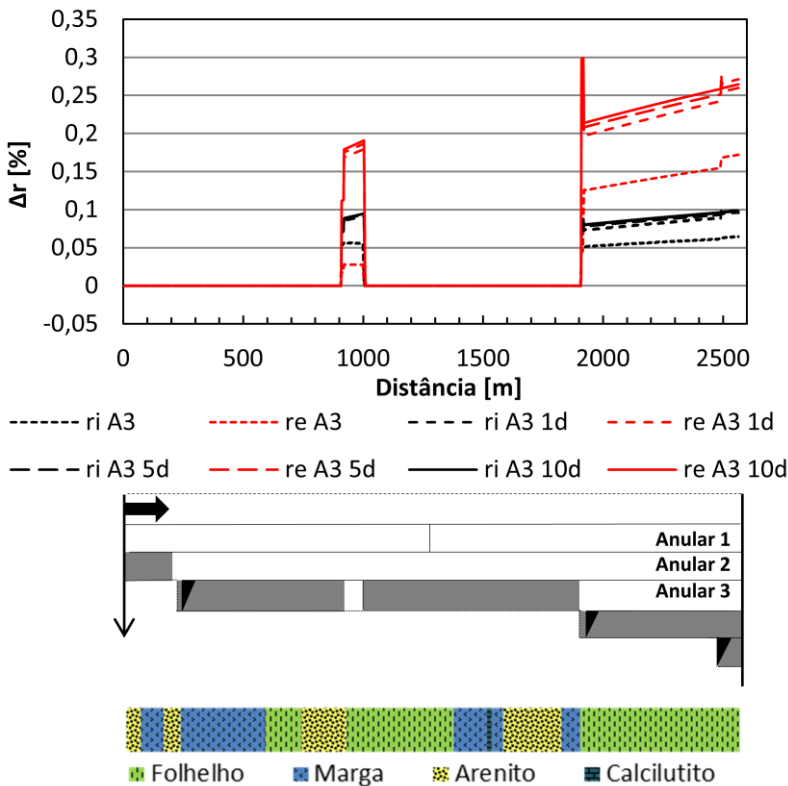 0,35
0,3
0,25
0,2
0,15
0,1
0,05
0
-0,05
Δr [%]
0 500 1000 1500 2000 2500
Distância [m]
ri A3 re A3 ri A3 1d re A3 1d
ri A3 5d re A3 5d ri A3 10d re A3 10d
Anular 1
Anular 2
Anular 3
Folhelho Marga Arenito Calcilutito